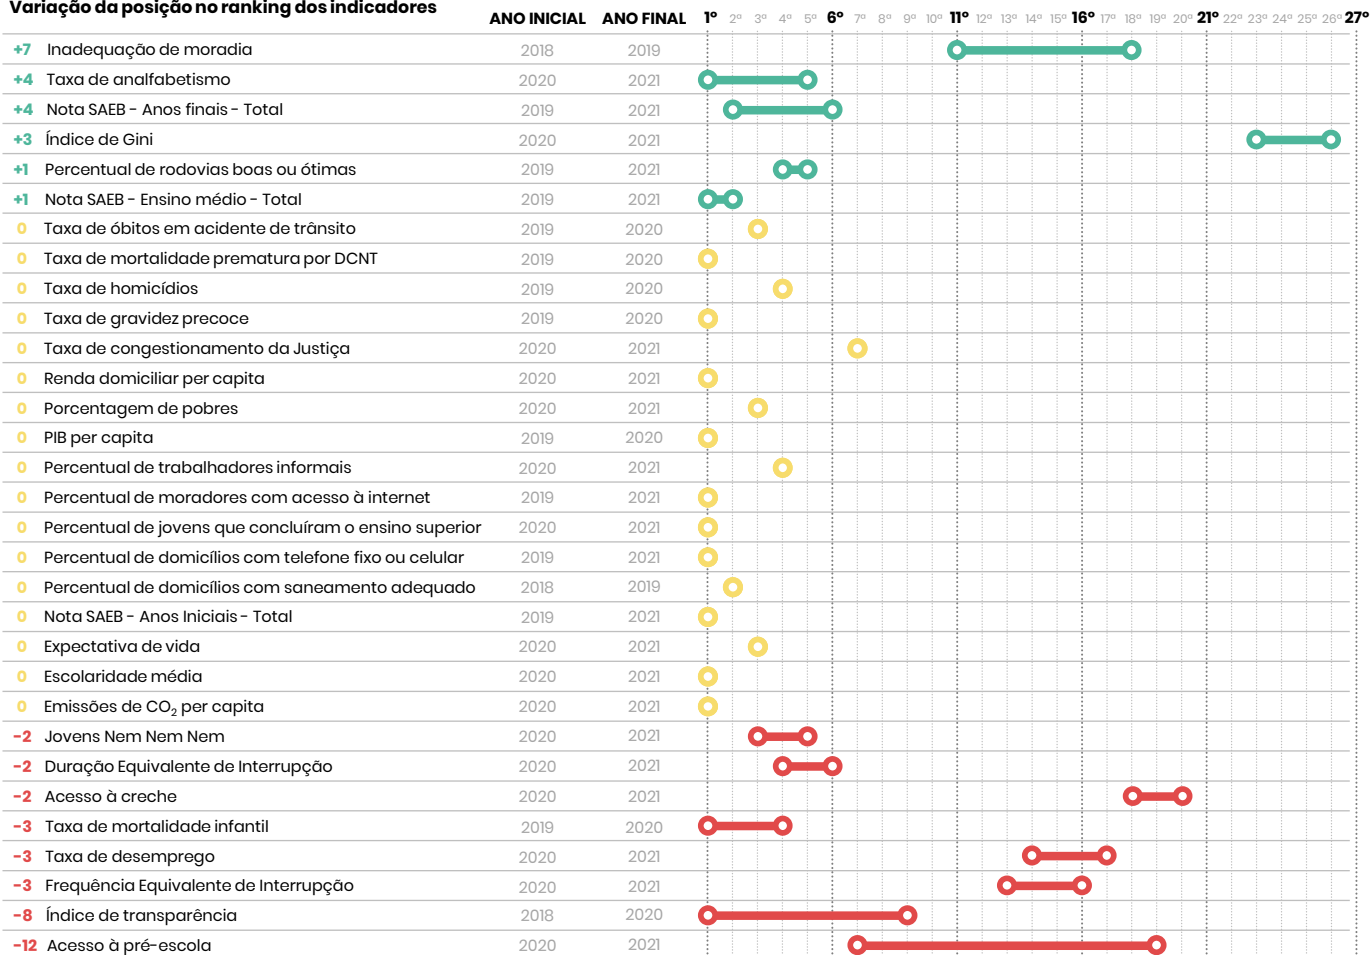 Variação da posição no ranking dos indicadores
ANO INICIAL ANO FINAL 1º 2º 3º 4º 5º 6º 7º 8º 9º 10º 11º 12º 13º 14º 15º 16º 17º 18º 19º 20º 21º 22º 23º 24º 25º 26º 27º
+7 Inadequação de moradia 2018 2019
+4 Taxa de analfabetismo 2020 2021
+4 Nota SAEB - Anos finais - Total 2019 2021
+3 Índice de Gini 2020 2021
+1 Percentual de rodovias boas ou ótimas 2019 2021
+1 Nota SAEB - Ensino médio - Total 2019 2021
0 Taxa de óbitos em acidente de trânsito 2019 2020
0 Taxa de mortalidade prematura por DCNT 2019 2020
0 Taxa de homicídios 2019 2020
0 Taxa de gravidez precoce 2019 2020
0 Taxa de congestionamento da Justiça 2020 2021
0 Renda domiciliar per capita 2020 2021
0 Porcentagem de pobres 2020 2021
0 PIB per capita 2019 2020
0 Percentual de trabalhadores informais 2020 2021
0 Percentual de moradores com acesso à internet 2019 2021
0 Percentual de jovens que concluíram o ensino superior 2020 2021
0 Percentual de domicílios com telefone fixo ou celular 2019 2021
0 Percentual de domicílios com saneamento adequado 2018 2019
0 Nota SAEB - Anos Iniciais - Total 2019 2021
0 Expectativa de vida 2020 2021
0 Escolaridade média 2020 2021
0 Emissões de CO₂ per capita 2020 2021
-2 Jovens Nem Nem Nem 2020 2021
-2 Duração Equivalente de Interrupção 2020 2021
-2 Acesso à creche 2020 2021
-3 Taxa de mortalidade infantil 2019 2020
-3 Taxa de desemprego 2020 2021
-3 Frequência Equivalente de Interrupção 2020 2021
-8 Índice de transparência 2018 2020
-12 Acesso à pré-escola 2020 2021